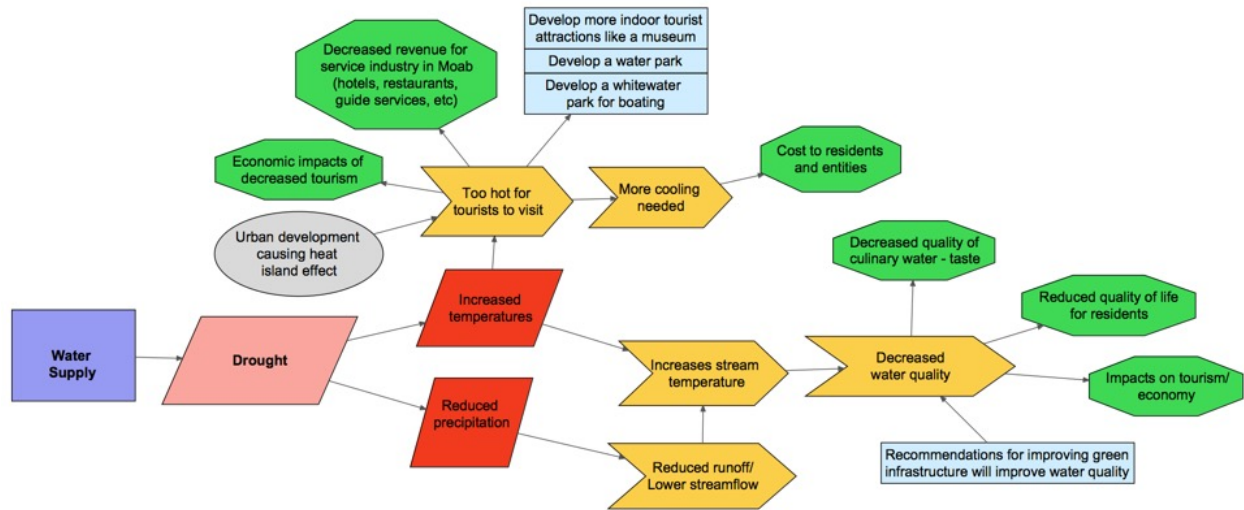 Develop more indoor tourist
attractions like a museum
Develop a water park
Develop a whitewater
park for boating
Decreased revenue for
service industry in Moab
(hotels, restaurants,
guide services, etc)
Economic impacts of
decreased tourism
Too hot for
tourists to visit
More cooling
needed
Cost to residents
and entities
Urban development
causing heat
island effect
Decreased quality of
culinary water - taste
Reduced quality of life
for residents
Increased
temperatures
Water
Supply
Drought
Increases stream
temperature
Decreased
water quality
Impacts on tourism/
economy
Reduced
precipitation
Reduced runoff/
Lower streamflow
Recommendations for improving green
infrastructure will improve water quality